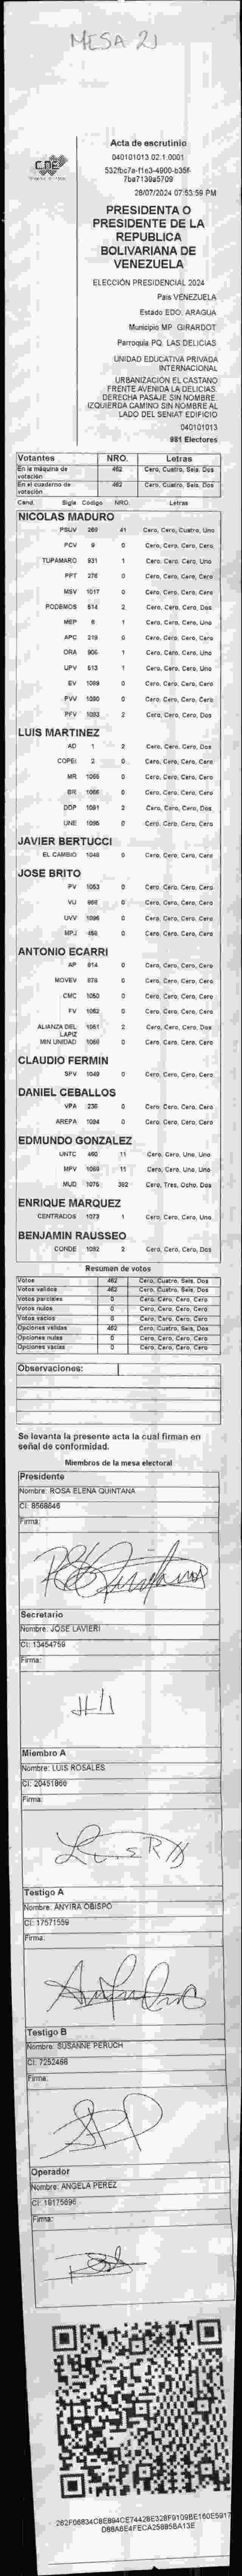 MESA 21
CNE
Acta de escrutinio
040101013.02.1.0001
532fbc7a-f1e3-4900-b35f-
7ba7139a5709
28/07/2024 07:53:59 PM
PRESIDENTA O
PRESIDENTE DE LA
REPUBLICA
BOLIVARIANA DE
VENEZUELA
ELECCIÓN PRESIDENCIAL 2024
País VENEZUELA
Estado EDO. ARAGUA
Municipio MP. GIRARDOT
Parroquia PQ. LAS DELICIAS
UNIDAD EDUCATIVA PRIVADA
INTERNACIONAL
URBANIZACIÓN EL CASTAÑO
FRENTE AVENIDA LA DELICIAS.
DERECHA PASAJE SIN NOMBRE.
IZQUIERDA CAMINO SIN NOMBRE AL
LADO DEL SENIAT EDIFICIO
040101013
981 Electores
Votantes NRO. Letras
En la máquina de votación 462 Cero, Cuatro, Seis, Dos
En el cuaderno de votación 462 Cero, Cuatro, Seis, Dos
Cand. Sigla Código NRO. Letras
NICOLAS MADURO
PSUV 269 41 Cero, Cero, Cuatro, Uno
PCV 9 0 Cero, Cero, Cero, Cero
TUPAMARO 931 1 Cero, Cero, Cero, Uno
PPT 276 0 Cero, Cero, Cero, Cero
MSV 1017 0 Cero, Cero, Cero, Cero
PODEMOS 514 2 Cero, Cero, Cero, Dos
MEP 6 1 Cero, Cero, Cero, Uno
APC 219 0 Cero, Cero, Cero, Cero
ORA 906 1 Cero, Cero, Cero, Uno
UPV 513 1 Cero, Cero, Cero, Uno
EV 1089 0 Cero, Cero, Cero, Cero
PVV 1090 0 Cero, Cero, Cero, Cero
PFV 1093 2 Cero, Cero, Cero, Dos
LUIS MARTINEZ
AD 1 2 Cero, Cero, Cero, Dos
COPEI 2 0 Cero, Cero, Cero, Cero
MR 1065 0 Cero, Cero, Cero, Cero
BR 1066 0 Cero, Cero, Cero, Cero
DDP 1091 2 Cero, Cero, Cero, Dos
UNE 1095 0 Cero, Cero, Cero, Cero
JAVIER BERTUCCI
EL CAMBIO 1048 0 Cero, Cero, Cero, Cero
JOSE BRITO
PV 1053 0 Cero, Cero, Cero, Cero
VU 868 0 Cero, Cero, Cero, Cero
UVV 1096 0 Cero, Cero, Cero, Cero
MPJ 458 0 Cero, Cero, Cero, Cero
ANTONIO ECARRI
AP 814 0 Cero, Cero, Cero, Cero
MOVEV 878 0 Cero, Cero, Cero, Cero
CMC 1050 0 Cero, Cero, Cero, Cero
FV 1052 0 Cero, Cero, Cero, Cero
ALIANZA DEL LAPIZ 1051 2 Cero, Cero, Cero, Dos
MIN UNIDAD 1068 0 Cero, Cero, Cero, Cero
CLAUDIO FERMIN
SPV 1049 0 Cero, Cero, Cero, Cero
DANIEL CEBALLOS
VPA 236 0 Cero, Cero, Cero, Cero
AREPA 1094 0 Cero, Cero, Cero, Cero
EDMUNDO GONZALEZ
UNTC 460 11 Cero, Cero, Uno, Uno
MPV 1069 11 Cero, Cero, Uno, Uno
MUD 1075 382 Cero, Tres, Ocho, Dos
ENRIQUE MARQUEZ
CENTRADOS 1073 1 Cero, Cero, Cero, Uno
BENJAMIN RAUSSEO
CONDE 1092 2 Cero, Cero, Cero, Dos
Resumen de votos
Votos 462 Cero, Cuatro, Seis, Dos
Votos validos 462 Cero, Cuatro, Seis, Dos
Votos parciales 0 Cero, Cero, Cero, Cero
Votos nulos 0 Cero, Cero, Cero, Cero
Votos vacíos 0 Cero, Cero, Cero, Cero
Opciones validas 462 Cero, Cuatro, Seis, Dos
Opciones nulas 0 Cero, Cero, Cero, Cero
Opciones vacías 0 Cero, Cero, Cero, Cero
Observaciones:
Se levanta la presente acta la cual firman en
señal de conformidad.
Miembros de la mesa electoral
Presidente
Nombre: ROSA ELENA QUINTANA
CI: 8568646
Firma:
Secretario
Nombre: JOSE LAVIERI
CI: 13454759
Firma:
Miembro A
Nombre: LUIS ROSALES
CI: 20451866
Firma:
Testigo A
Nombre: ANYIRA OBISPO
CI: 17571559
Firma:
Testigo B
Nombre: SUSANNE PERUCH
CI: 7252466
Firma:
Operador
Nombre: ANGELA PEREZ
CI: 19175696
Firma:
262F06834C8EB94CE7442BE328F9109BE160E5917
D88A6E4FECA25885BA13E